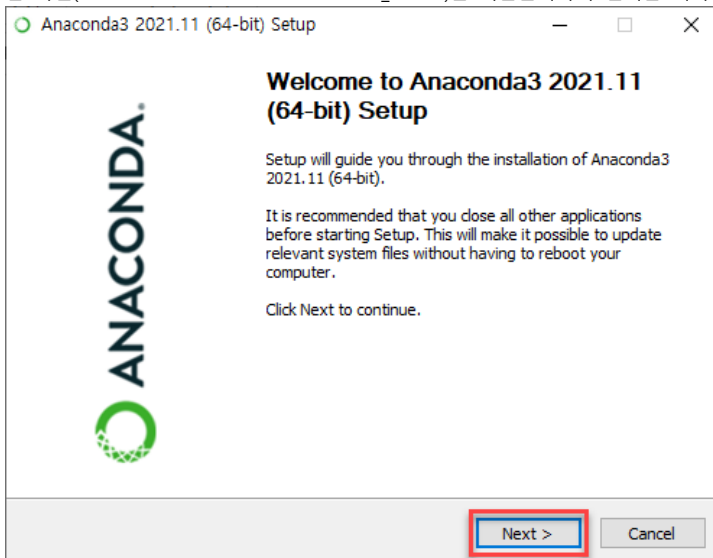 Anaconda3 2021.11 (64-bit) Setup
Welcome to Anaconda3 2021.11
(64-bit) Setup
Setup will guide you through the installation of Anaconda3
2021.11 (64-bit).
It is recommended that you close all other applications
before starting Setup. This will make it possible to update
relevant system files without having to reboot your
computer.
Click Next to continue.
ANACONDA.
Next >
Cancel